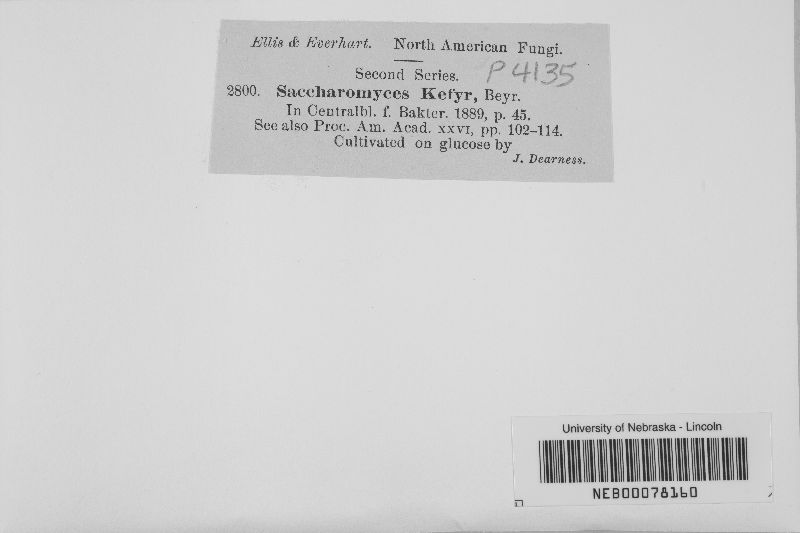 Ellis & Everhart. North American Fungi.
Second Series. P4135
2800. Saccharomyces Kefyr, Beyr.
In Centralbl. f. Bakter. 1889, p. 45.
See also Proc. Am. Acad. XXVI, pp. 102–114.
Cultivated on glucose by
J. Dearness.
University of Nebraska - Lincoln
NEB00078160